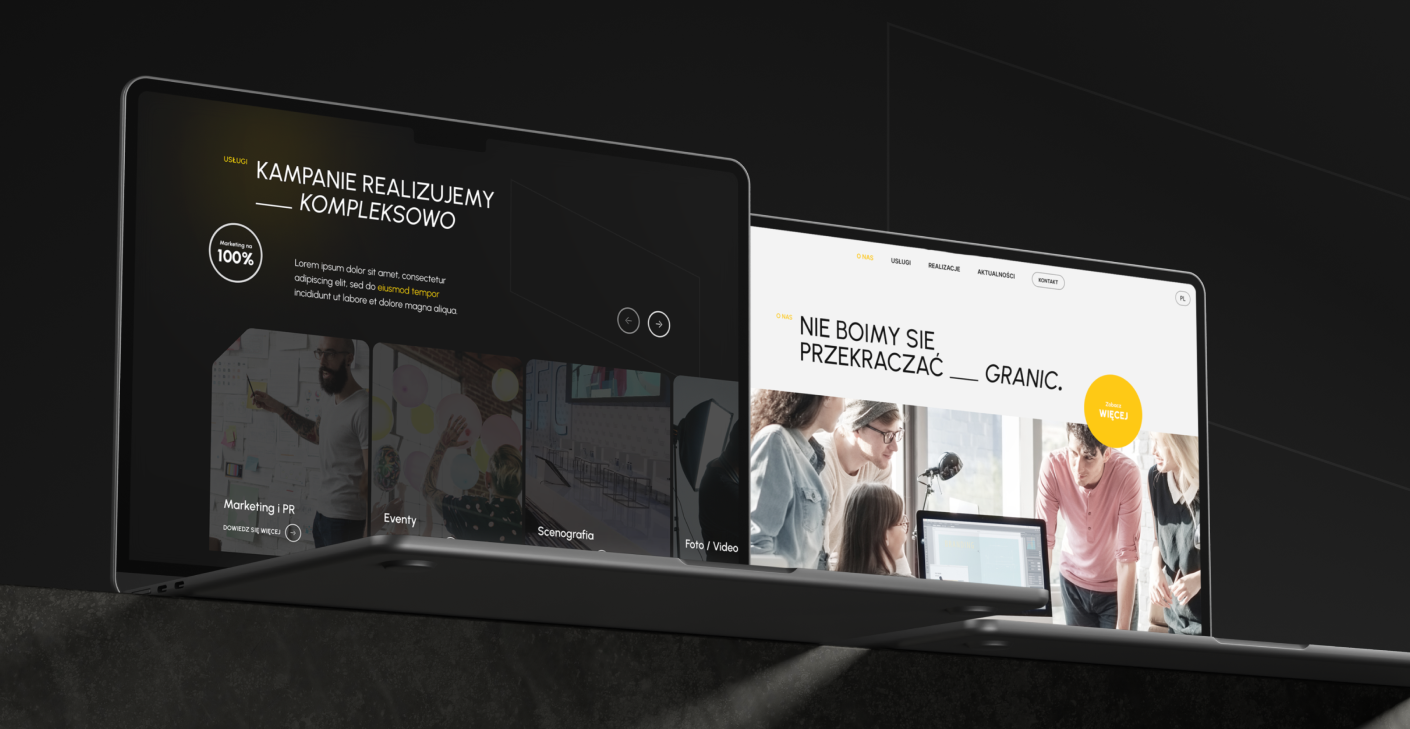 USŁUGI
KAMPANIE REALIZUJEMY
___ KOMPLEKSOWO
Marketing na
100%
Lorem ipsum dolor sit amet, consectetur
adipiscing elit, sed do eiusmod tempor
incididunt ut labore et dolore magna aliqua.
Marketing i PR
DOWIEDZ SIĘ WIĘCEJ
Eventy
Scenografia
Foto / Video
O NAS
USŁUGI
REALIZACJE
AKTUALNOŚCI
KONTAKT
PL
O NAS
NIE BOIMY SIE
PRZEKRACZAĆ ___ GRANIC.
Zobacz
WIĘCEJ